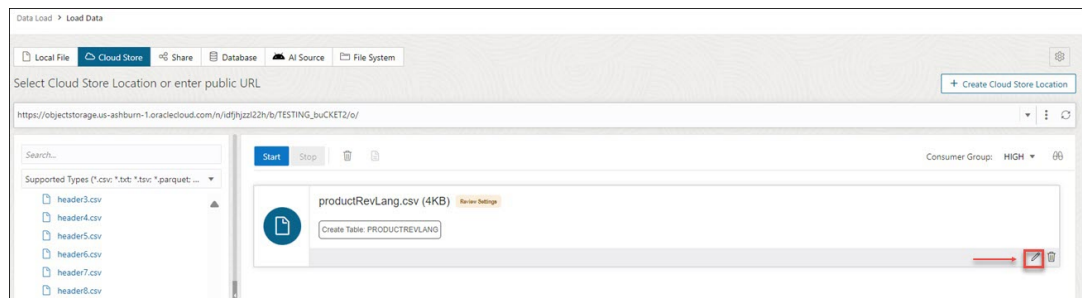 Data Load > Load Data
Local File Cloud Store Share Database AI Source File System
Select Cloud Store Location or enter public URL
+ Create Cloud Store Location
https://objectstorage.us-ashburn-1.oraclecloud.com/n/idfjhjzzl22h/b/TESTING_buCKET2/o/
Search...
Start Stop
Consumer Group: HIGH
Supported Types (*.csv: *.txt: *.tsv: *.parquet: ...
header3.csv
header4.csv
header5.csv
header6.csv
header7.csv
header8.csv
productRevLang.csv (4KB) Review Settings
Create Table: PRODUCTREVLANG